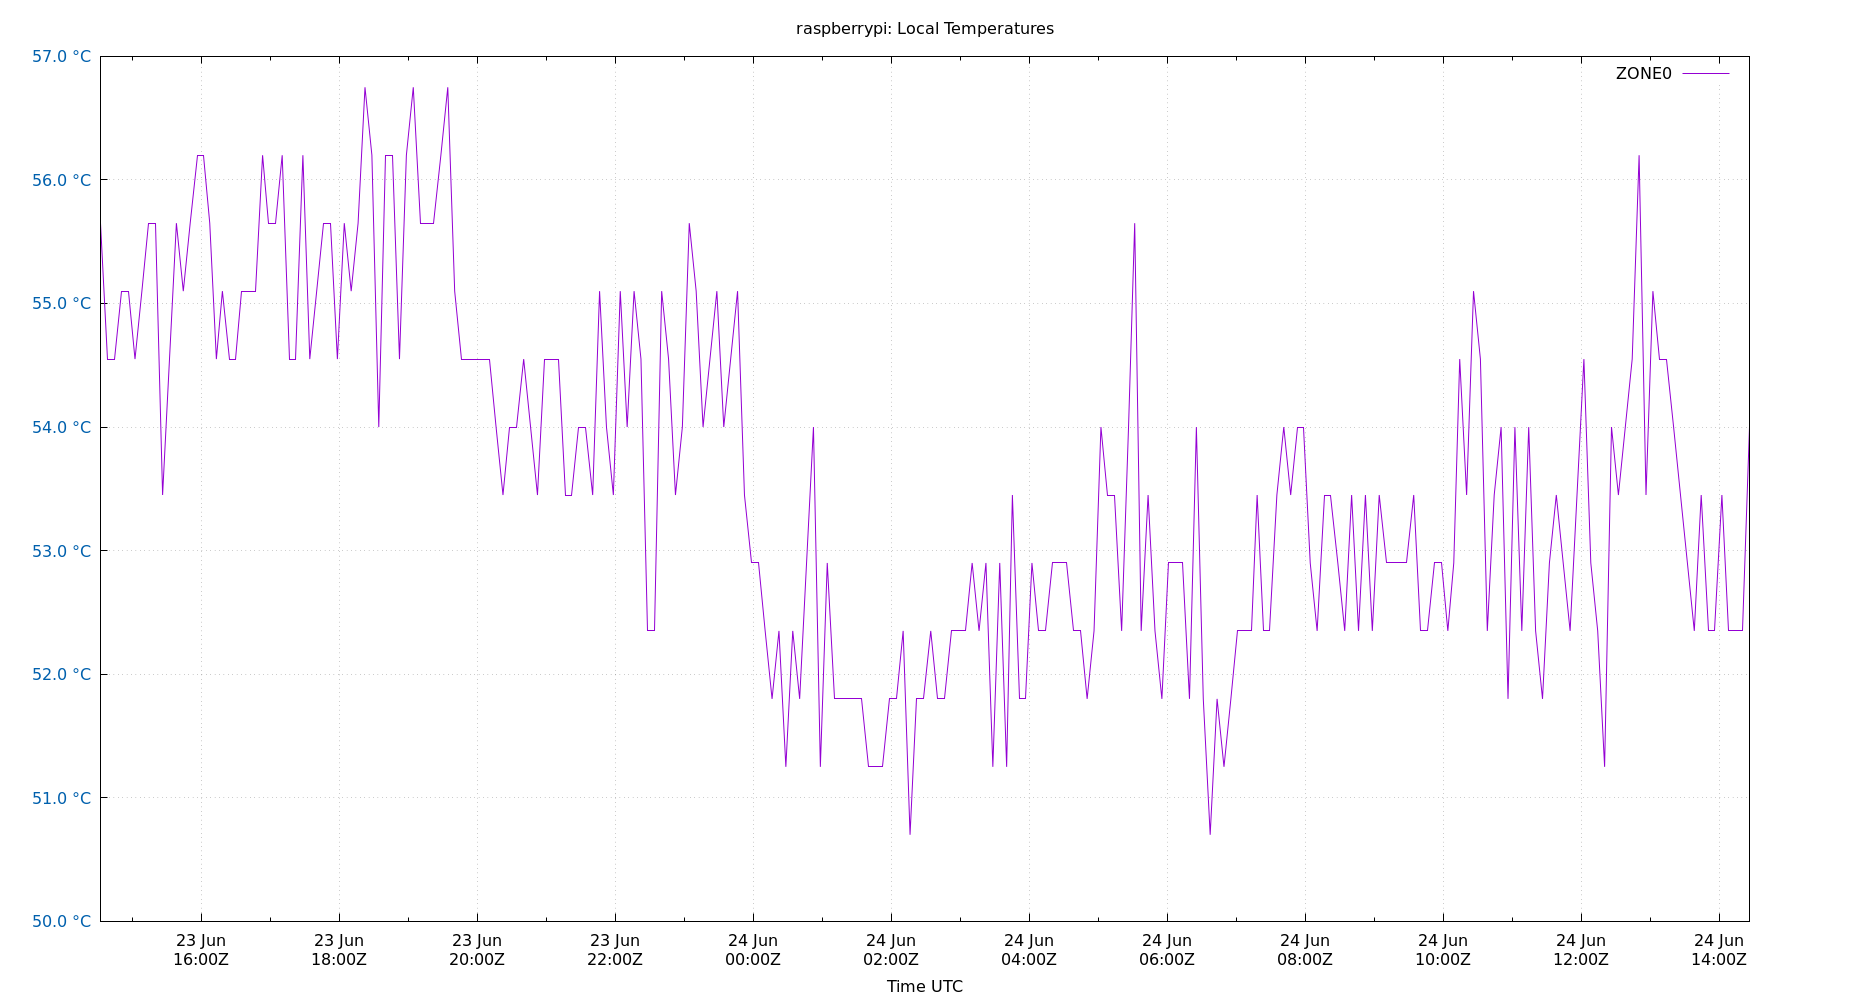 raspberrypi: Local Temperatures
57.0 °C
56.0 °C
55.0 °C
54.0 °C
53.0 °C
52.0 °C
51.0 °C
50.0 °C
ZONE0
23 Jun 23 Jun 23 Jun 23 Jun 24 Jun 24 Jun 24 Jun 24 Jun 24 Jun 24 Jun 24 Jun 24 Jun
16:00Z 18:00Z 20:00Z 22:00Z 00:00Z 02:00Z 04:00Z 06:00Z 08:00Z 10:00Z 12:00Z 14:00Z
Time UTC